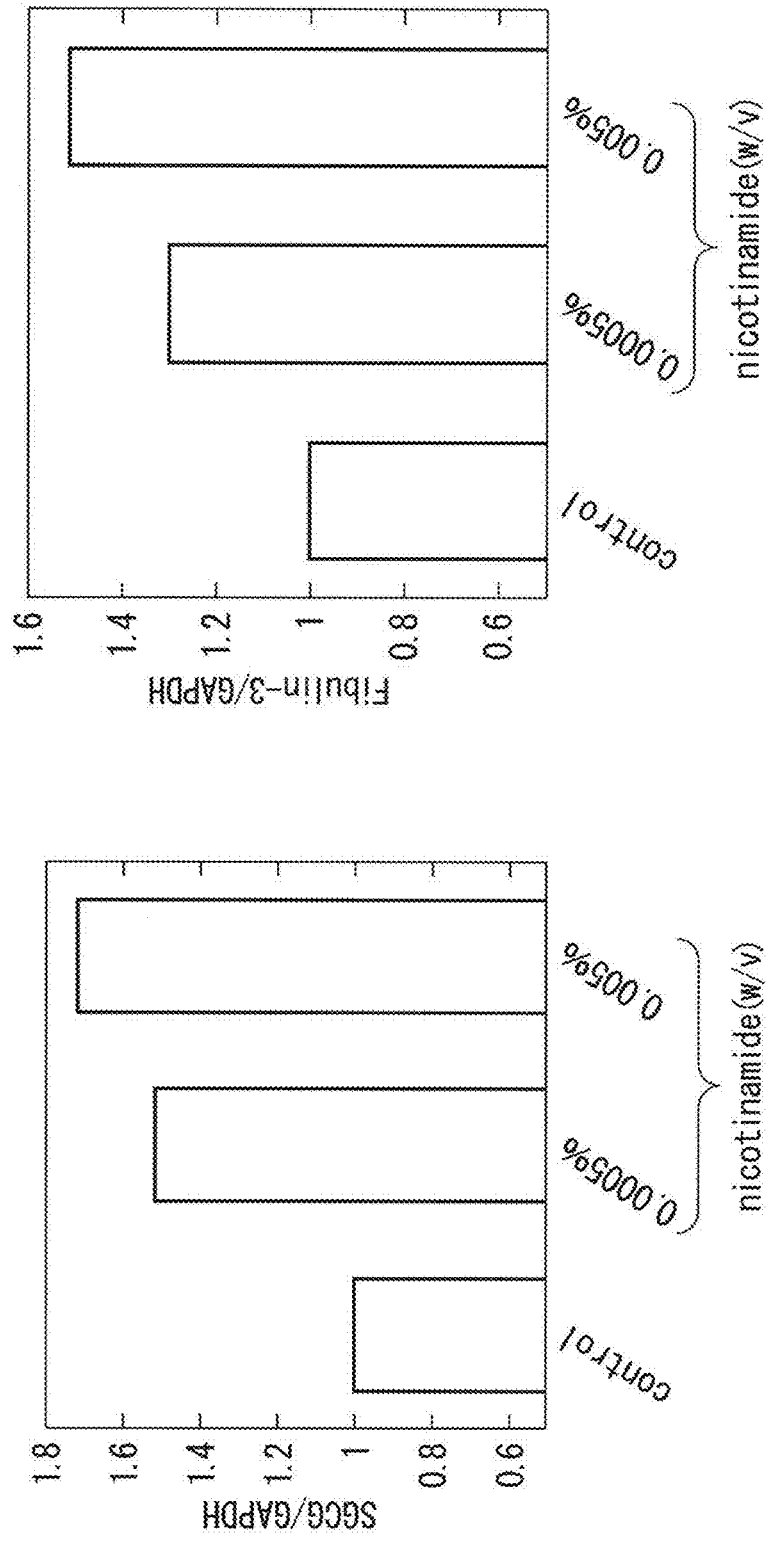 SGCG/GAPDH
1.8
1.6
1.4
1.2
1
0.8
0.6
control
0.0005%
0.005%
nicotinamide(w/v)
Fibulin-3/GAPDH
1.6
1.4
1.2
1
0.8
0.6
control
0.0005%
0.005%
nicotinamide(w/v)